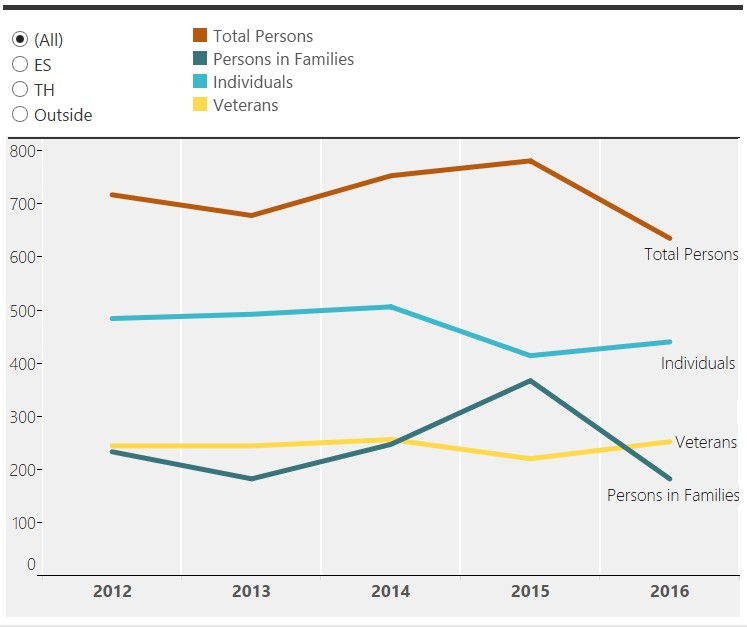 (All)
ES
TH
Outside
Total Persons
Persons in Families
Individuals
Veterans
800
700
600
500
400
300
200
100
0
Total Persons
Individuals
Veterans
Persons in Families
2012 2013 2014 2015 2016